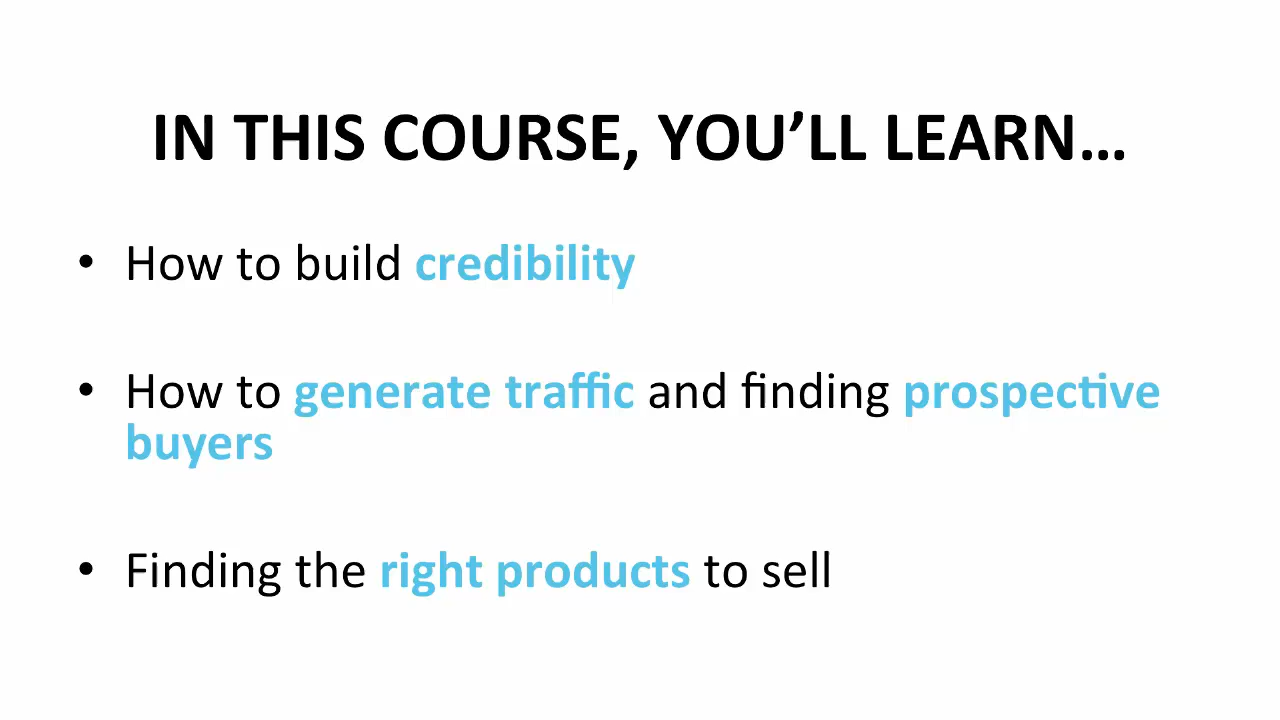 IN THIS COURSE, YOU’LL LEARN…
• How to build credibility
• How to generate traffic and finding prospective
buyers
• Finding the right products to sell